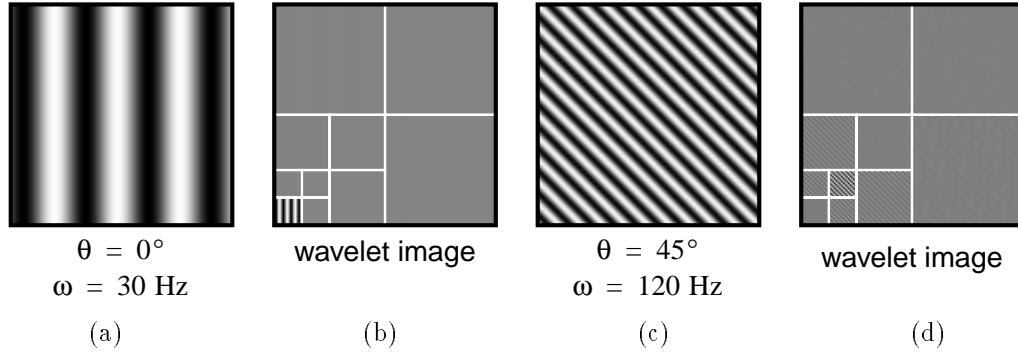 θ = 0°
ω = 30 Hz
wavelet image
θ = 45°
ω = 120 Hz
wavelet image
(a)
(b)
(c)
(d)